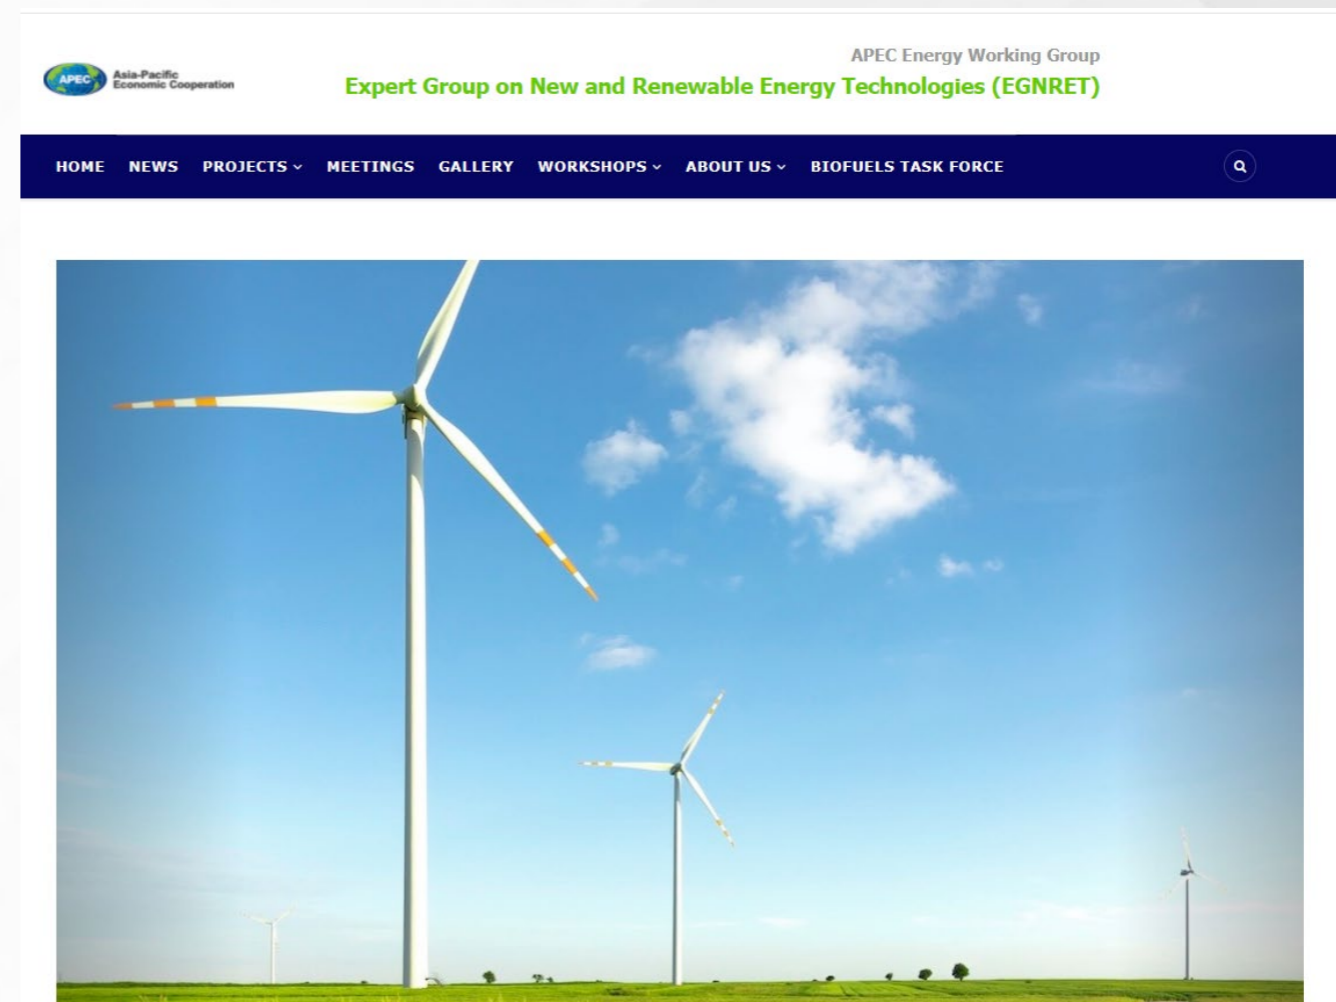 APEC
Asia-Pacific
Economic Cooperation
APEC Energy Working Group
Expert Group on New and Renewable Energy Technologies (EGNRET)
HOME NEWS PROJECTS MEETINGS GALLERY WORKSHOPS ABOUT US BIOFUELS TASK FORCE